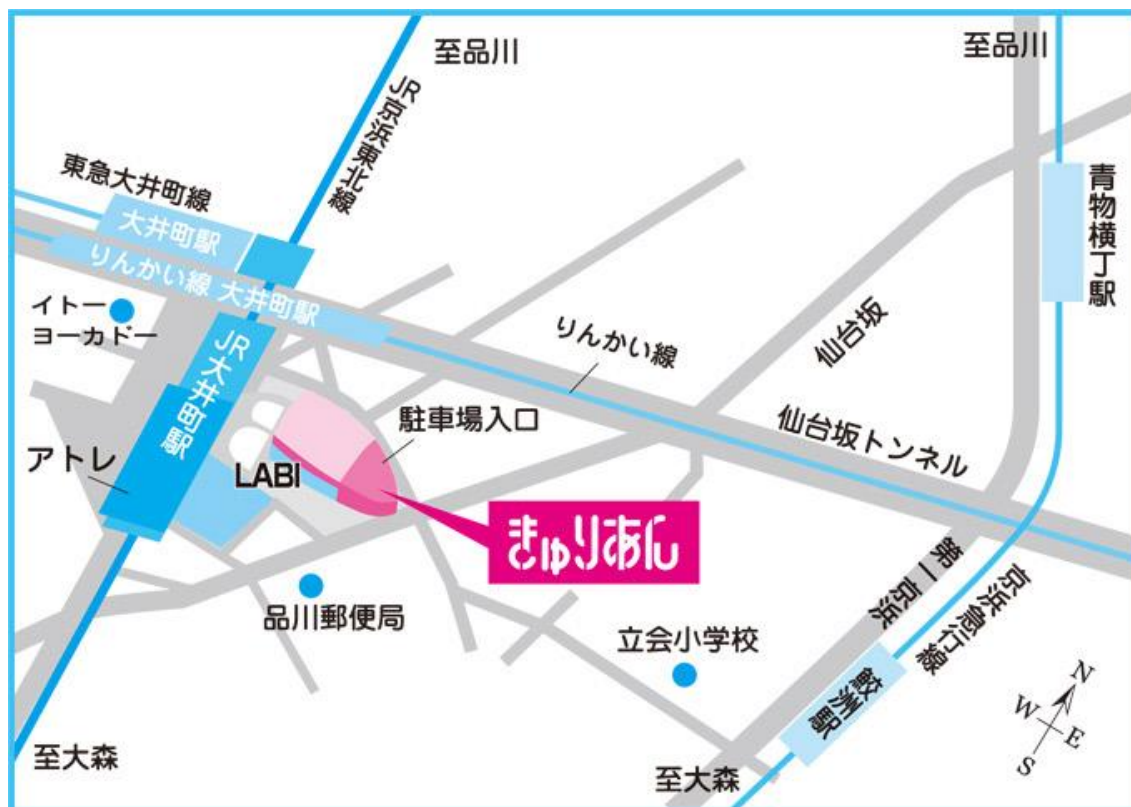 至品川
至品川
JR京浜東北線
東急大井町線
大井町駅
りんかい線 大井町駅
青物横丁駅
イトー
ヨーカドー
JR大井町駅
りんかい線
仙台坂
駐車場入口
仙台坂トンネル
アトレ
LABI
きゅりあん
第一京浜
京浜急行線
品川郵便局
立会小学校
鮫洲駅
N
W
E
S
至大森
至大森